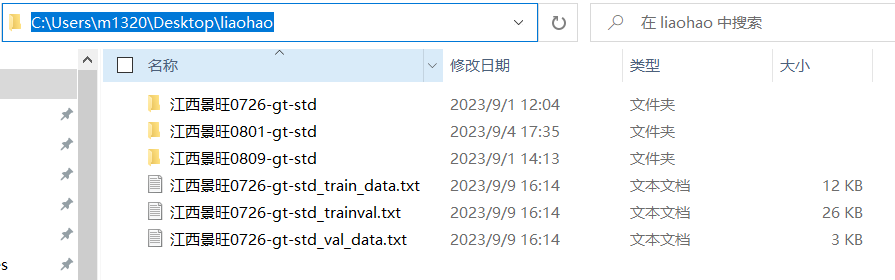 C:\Users\m1320\Desktop\liaohao
在 liaohao 中搜索
名称 修改日期 类型 大小
江西景旺0726-gt-std 2023/9/1 12:04 文件夹
江西景旺0801-gt-std 2023/9/4 17:35 文件夹
江西景旺0809-gt-std 2023/9/1 14:13 文件夹
江西景旺0726-gt-std_train_data.txt 2023/9/9 16:14 文本文档 12 KB
江西景旺0726-gt-std_trainval.txt 2023/9/9 16:14 文本文档 26 KB
江西景旺0726-gt-std_val_data.txt 2023/9/9 16:14 文本文档 3 KB